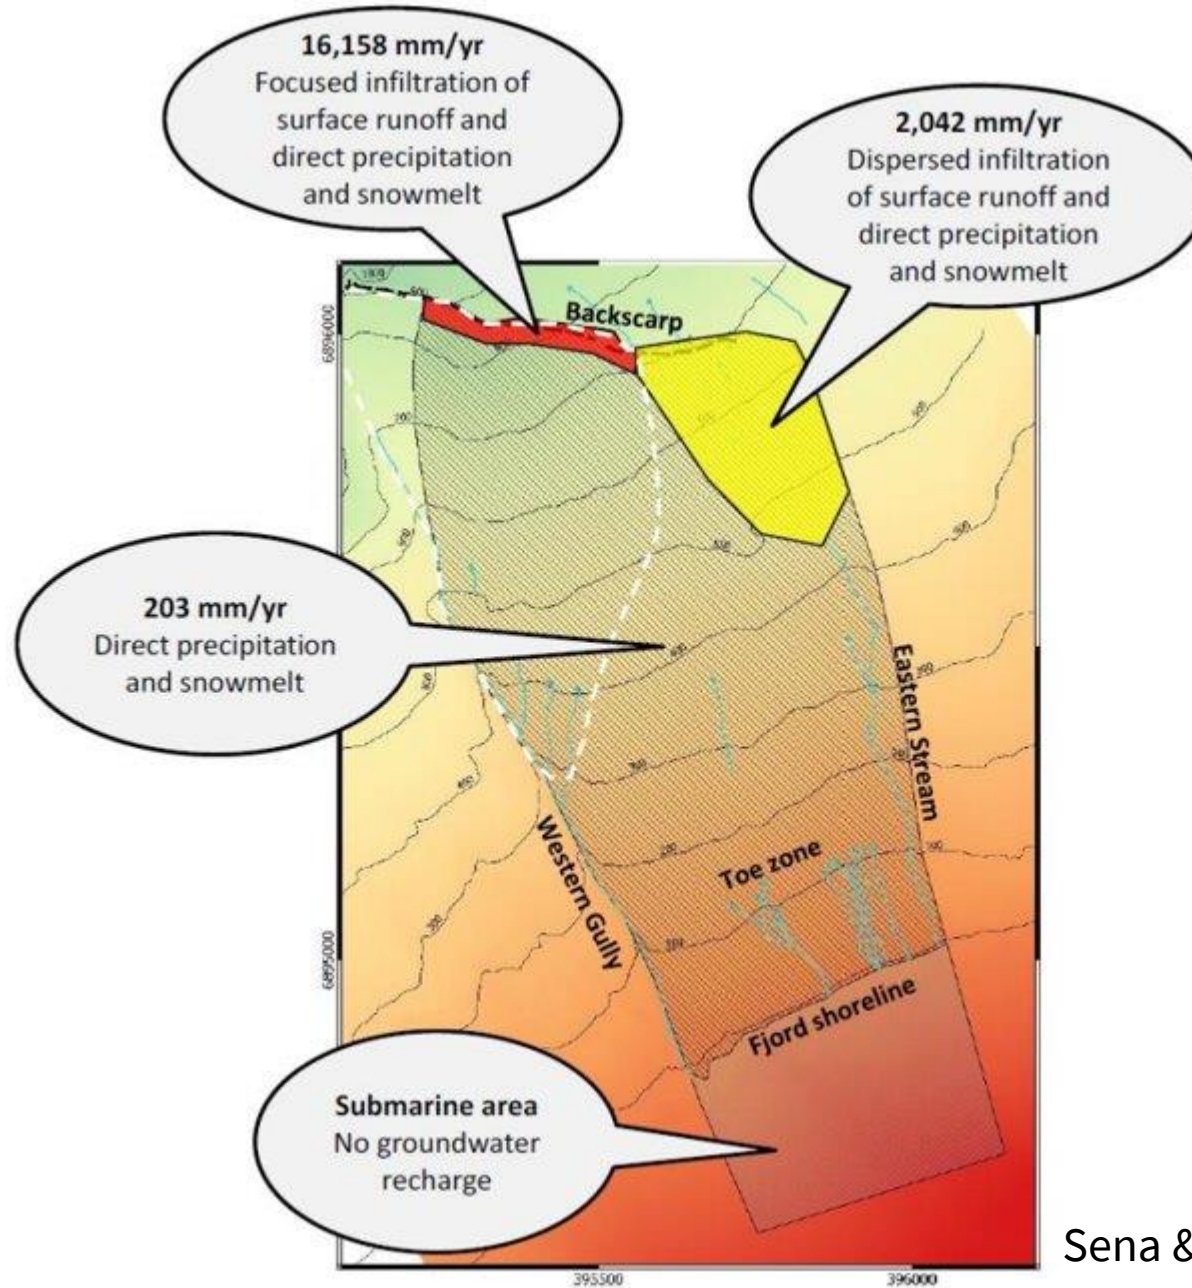 16,158 mm/yr
Focused infiltration of
surface runoff and
direct precipitation
and snowmelt
2,042 mm/yr
Dispersed infiltration
of surface runoff and
direct precipitation
and snowmelt
Backscarp
6896000
203 mm/yr
Direct precipitation
and snowmelt
Eastern Stream
Western Gully
Toe zone
6895000
Fjord shoreline
Submarine area
No groundwater
recharge
Sena &
395500
396000